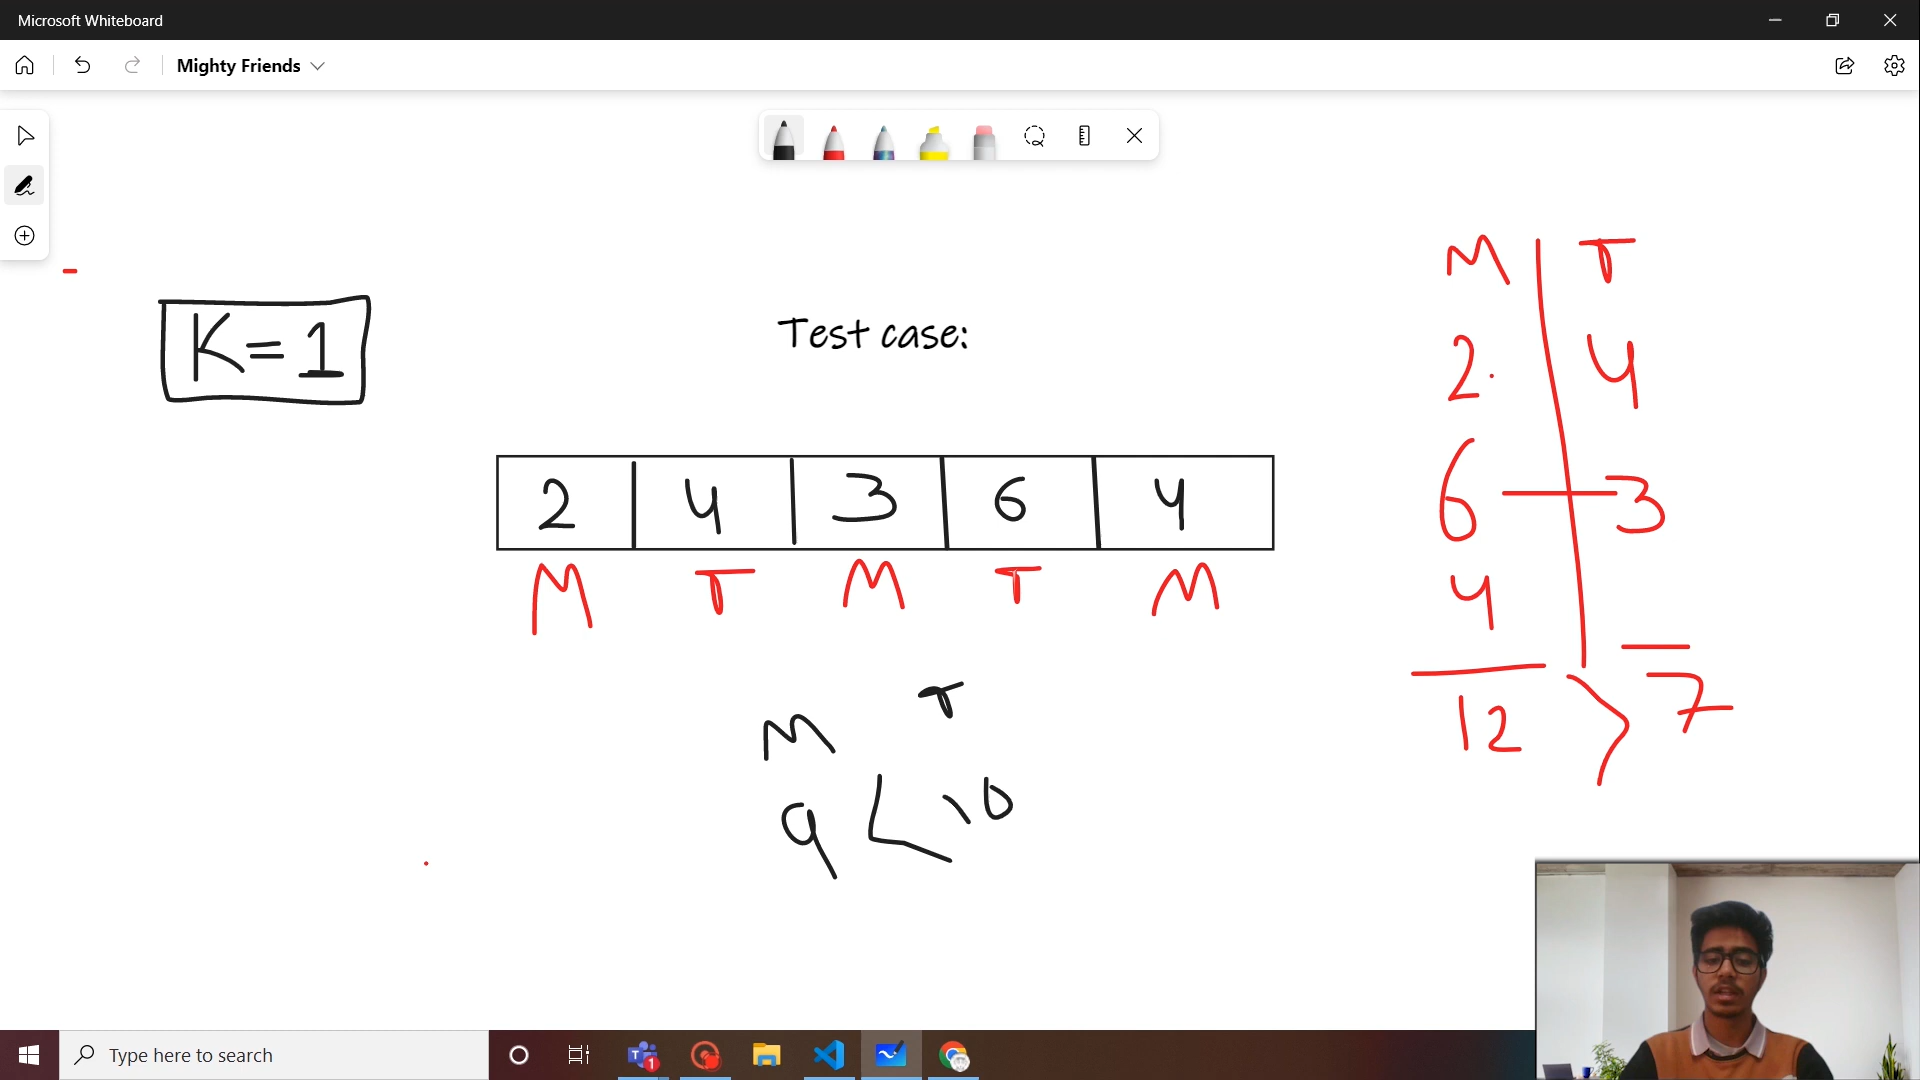 Microsoft Whiteboard
Mighty Friends
K=1
Test case:
2 4 3 6 4
M T M T M
M T
9 < 10
M T
2 4
6 3
4
12 > 7
Type here to search
T 1